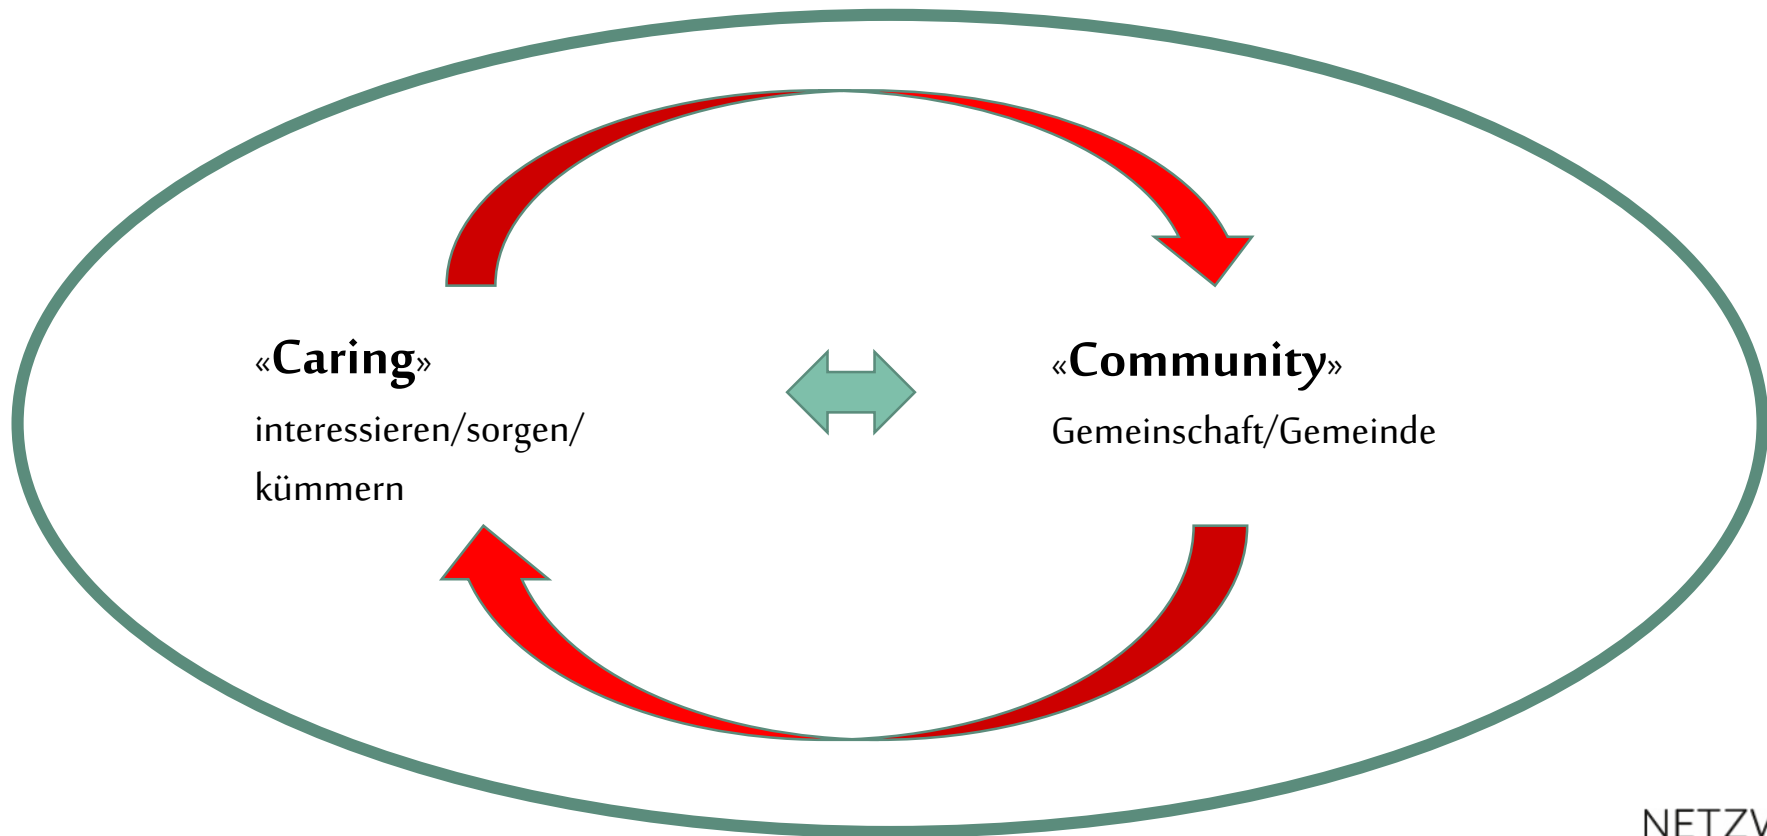 «Caring»
interessieren/sorgen/
kümmern
«Community»
Gemeinschaft/Gemeinde